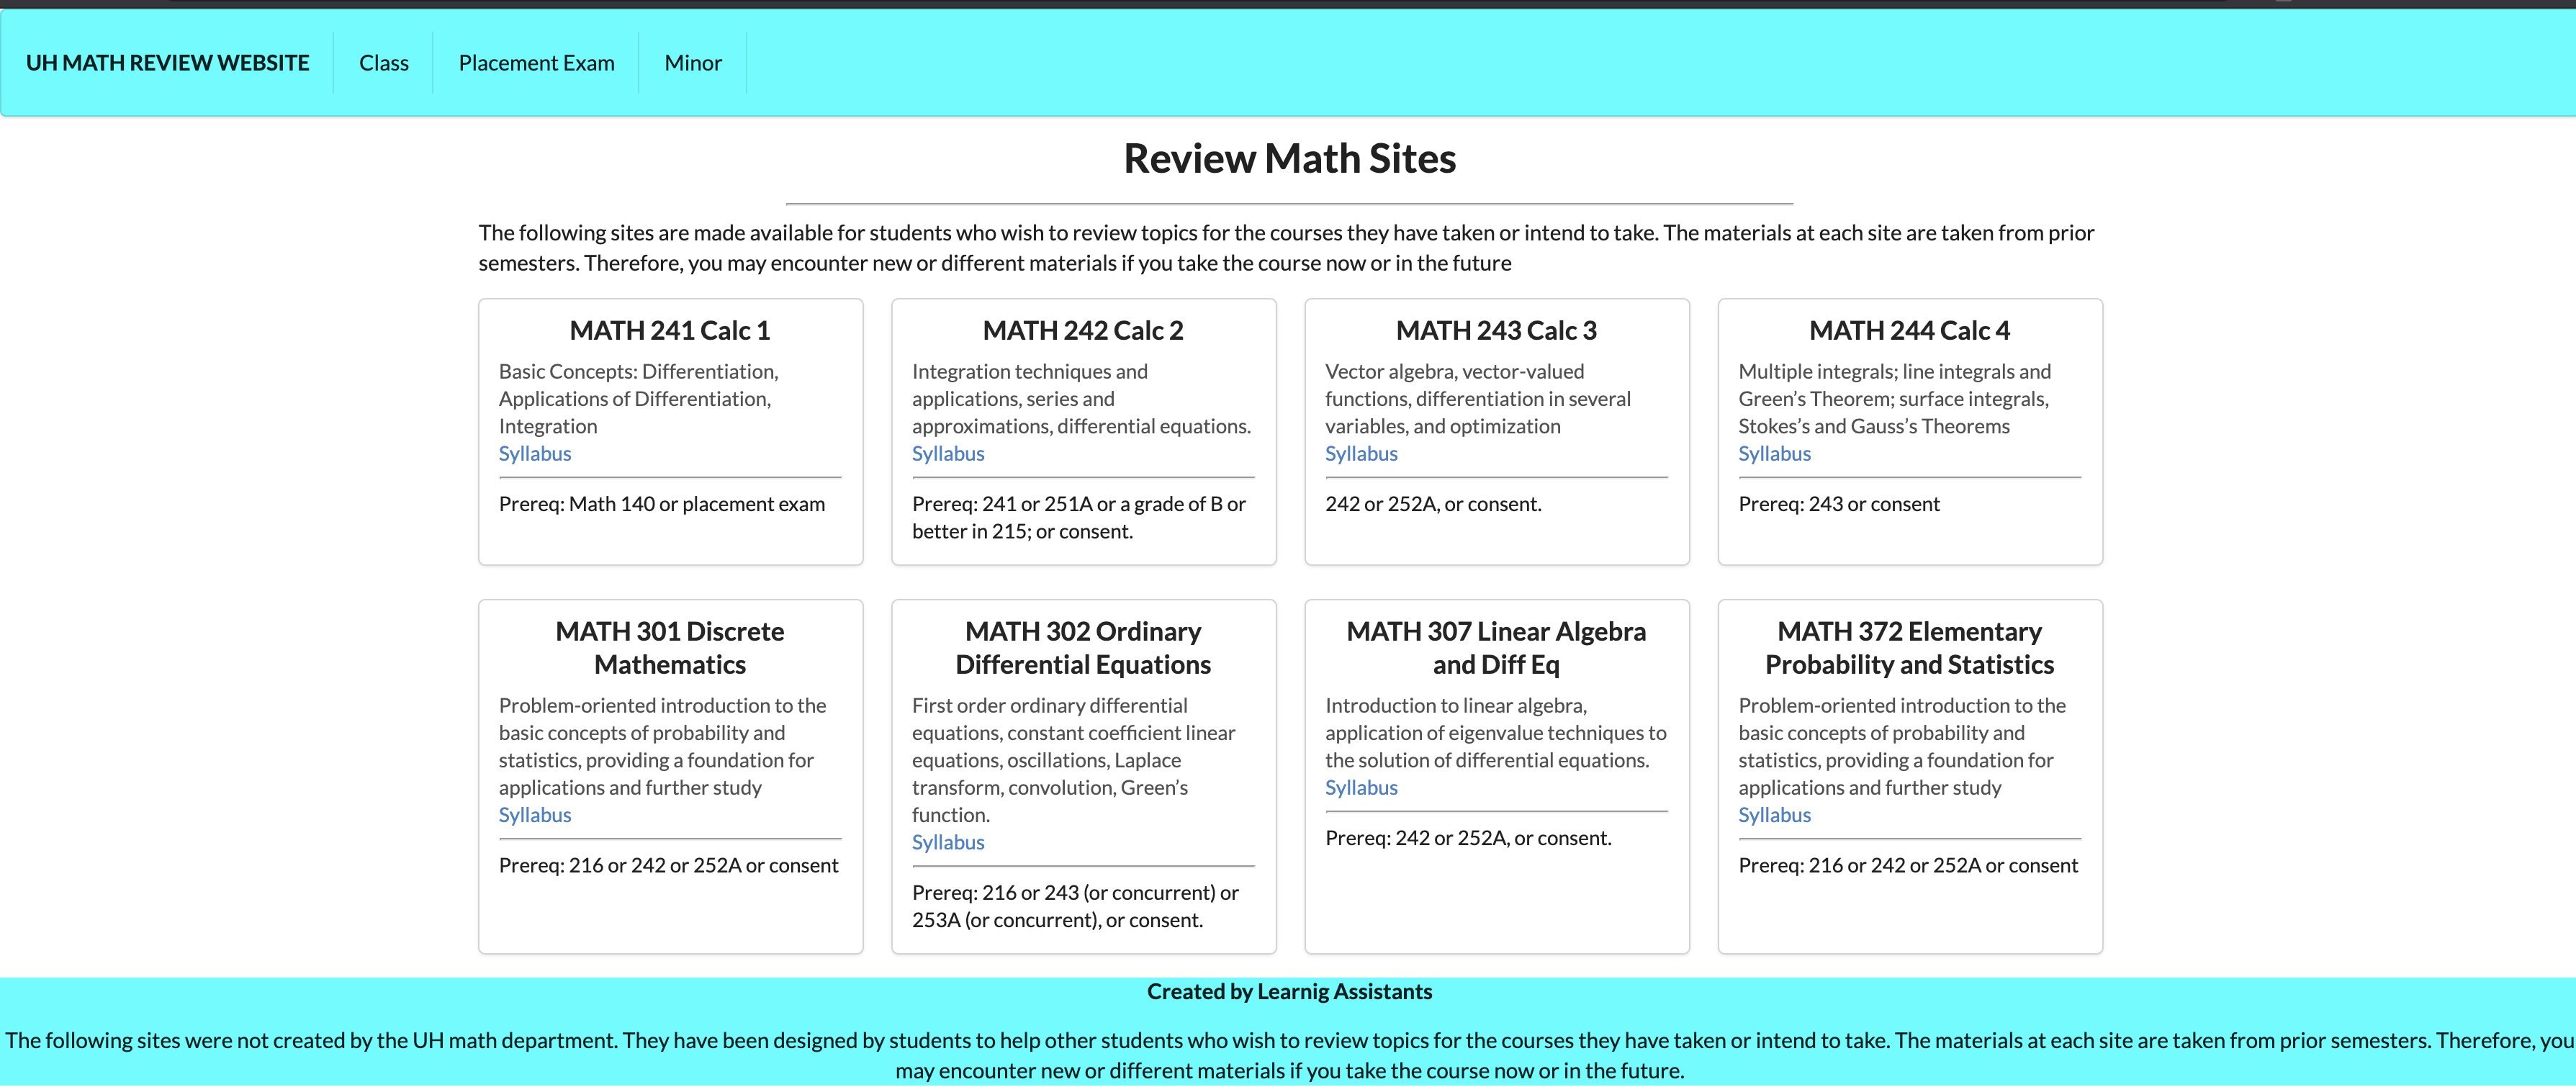 UH MATH REVIEW WEBSITE
Class
Placement Exam
Minor
Review Math Sites
The following sites are made available for students who wish to review topics for the courses they have taken or intend to take. The materials at each site are taken from prior
semesters. Therefore, you may encounter new or different materials if you take the course now or in the future
MATH 241 Calc 1
Basic Concepts: Differentiation,
Applications of Differentiation,
Integration
Syllabus
Prereq: Math 140 or placement exam
MATH 242 Calc 2
Integration techniques and
applications, series and
approximations, differential equations.
Syllabus
Prereq: 241 or 251A or a grade of B or
better in 215; or consent.
MATH 243 Calc 3
Vector algebra, vector-valued
functions, differentiation in several
variables, and optimization
Syllabus
242 or 252A, or consent.
MATH 244 Calc 4
Multiple integrals; line integrals and
Green’s Theorem; surface integrals,
Stokes’s and Gauss’s Theorems
Syllabus
Prereq: 243 or consent
MATH 301 Discrete
Mathematics
Problem-oriented introduction to the
basic concepts of probability and
statistics, providing a foundation for
applications and further study
Syllabus
Prereq: 216 or 242 or 252A or consent
MATH 302 Ordinary
Differential Equations
First order ordinary differential
equations, constant coefficient linear
equations, oscillations, Laplace
transform, convolution, Green’s
function.
Syllabus
Prereq: 216 or 243 (or concurrent) or
253A (or concurrent), or consent.
MATH 307 Linear Algebra
and Diff Eq
Introduction to linear algebra,
application of eigenvalue techniques to
the solution of differential equations.
Syllabus
Prereq: 242 or 252A, or consent.
MATH 372 Elementary
Probability and Statistics
Problem-oriented introduction to the
basic concepts of probability and
statistics, providing a foundation for
applications and further study
Syllabus
Prereq: 216 or 242 or 252A or consent
Created by Learnig Assistants
The following sites were not created by the UH math department. They have been designed by students to help other students who wish to review topics for the courses they have taken or intend to take. The materials at each site are taken from prior semesters. Therefore, you
may encounter new or different materials if you take the course now or in the future.